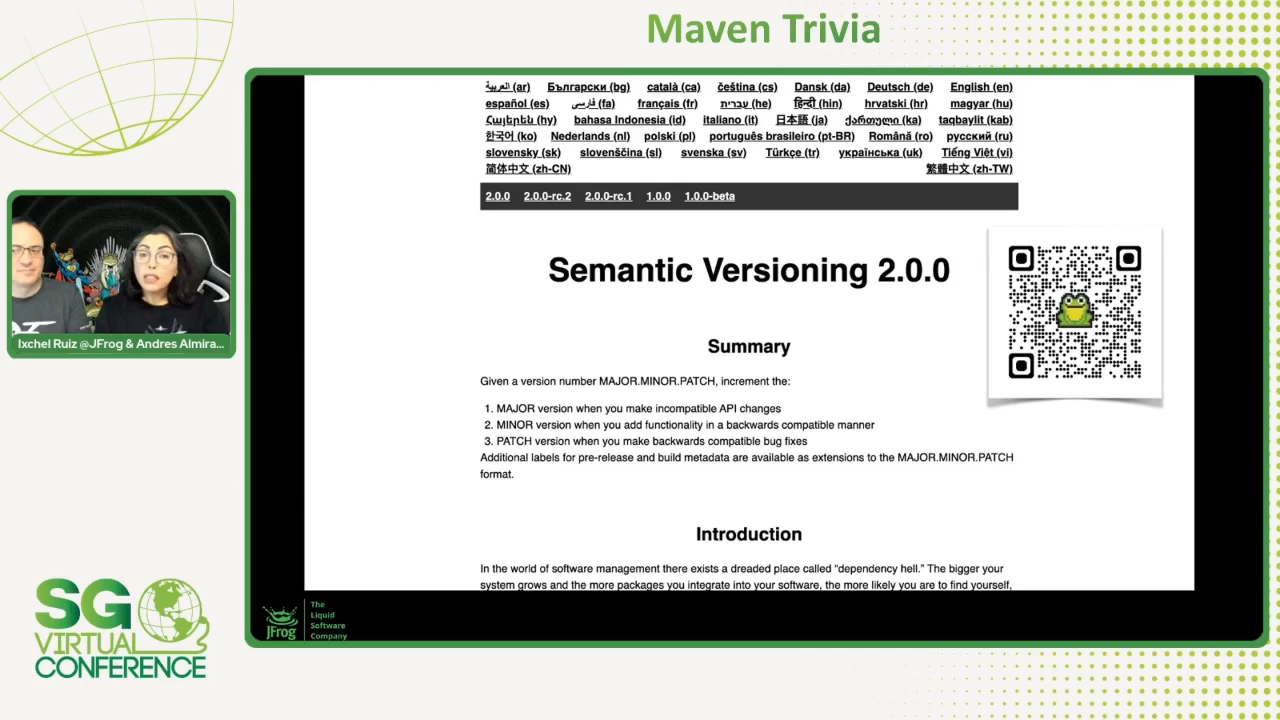 Maven Trivia
العربية (ar) Български (bg) català (ca) čeština (cs) Dansk (da) Deutsch (de) English (en)
español (es) فارسی (fa) français (fr) עברית (he) हिन्दी (hin) hrvatski (hr) magyar (hu)
Հայերեն (hy) bahasa Indonesia (id) italiano (it) 日本語 (ja) ქართული (ka) taqbaylit (kab)
한국어 (ko) Nederlands (nl) polski (pl) português brasileiro (pt-BR) Română (ro) русский (ru)
slovensky (sk) slovenščina (sl) svenska (sv) Türkçe (tr) українська (uk) Tiếng Việt (vi)
简体中文 (zh-CN) 繁體中文 (zh-TW)
2.0.0 2.0.0-rc.2 2.0.0-rc.1 1.0.0 1.0.0-beta
Semantic Versioning 2.0.0
Summary
Given a version number MAJOR.MINOR.PATCH, increment the:
1. MAJOR version when you make incompatible API changes
2. MINOR version when you add functionality in a backwards compatible manner
3. PATCH version when you make backwards compatible bug fixes
Additional labels for pre-release and build metadata are available as extensions to the MAJOR.MINOR.PATCH
format.
Introduction
In the world of software management there exists a dreaded place called “dependency hell.” The bigger your
system grows and the more packages you integrate into your software, the more likely you are to find yourself,
Ixchel Ruiz @JFrog & Andres Almira...
JFrog
The
Liquid
Software
Company
SG
VIRTUAL
CONFERENCE